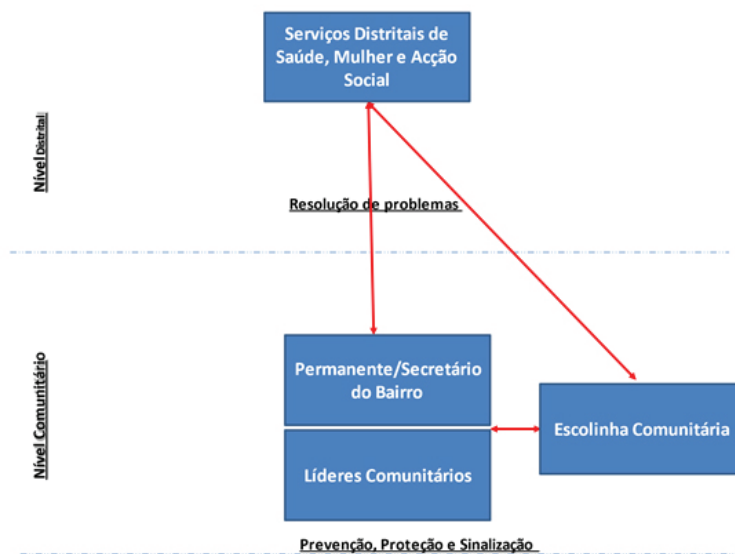 Serviços Distritais de
Saúde, Mulher e Acção
Social
Nível Distrital
Resolução de problemas
Nível Comunitário
Permanente/Secretário
do Bairro
Escolinha Comunitária
Líderes Comunitários
Prevenção, Proteção e Sinalização